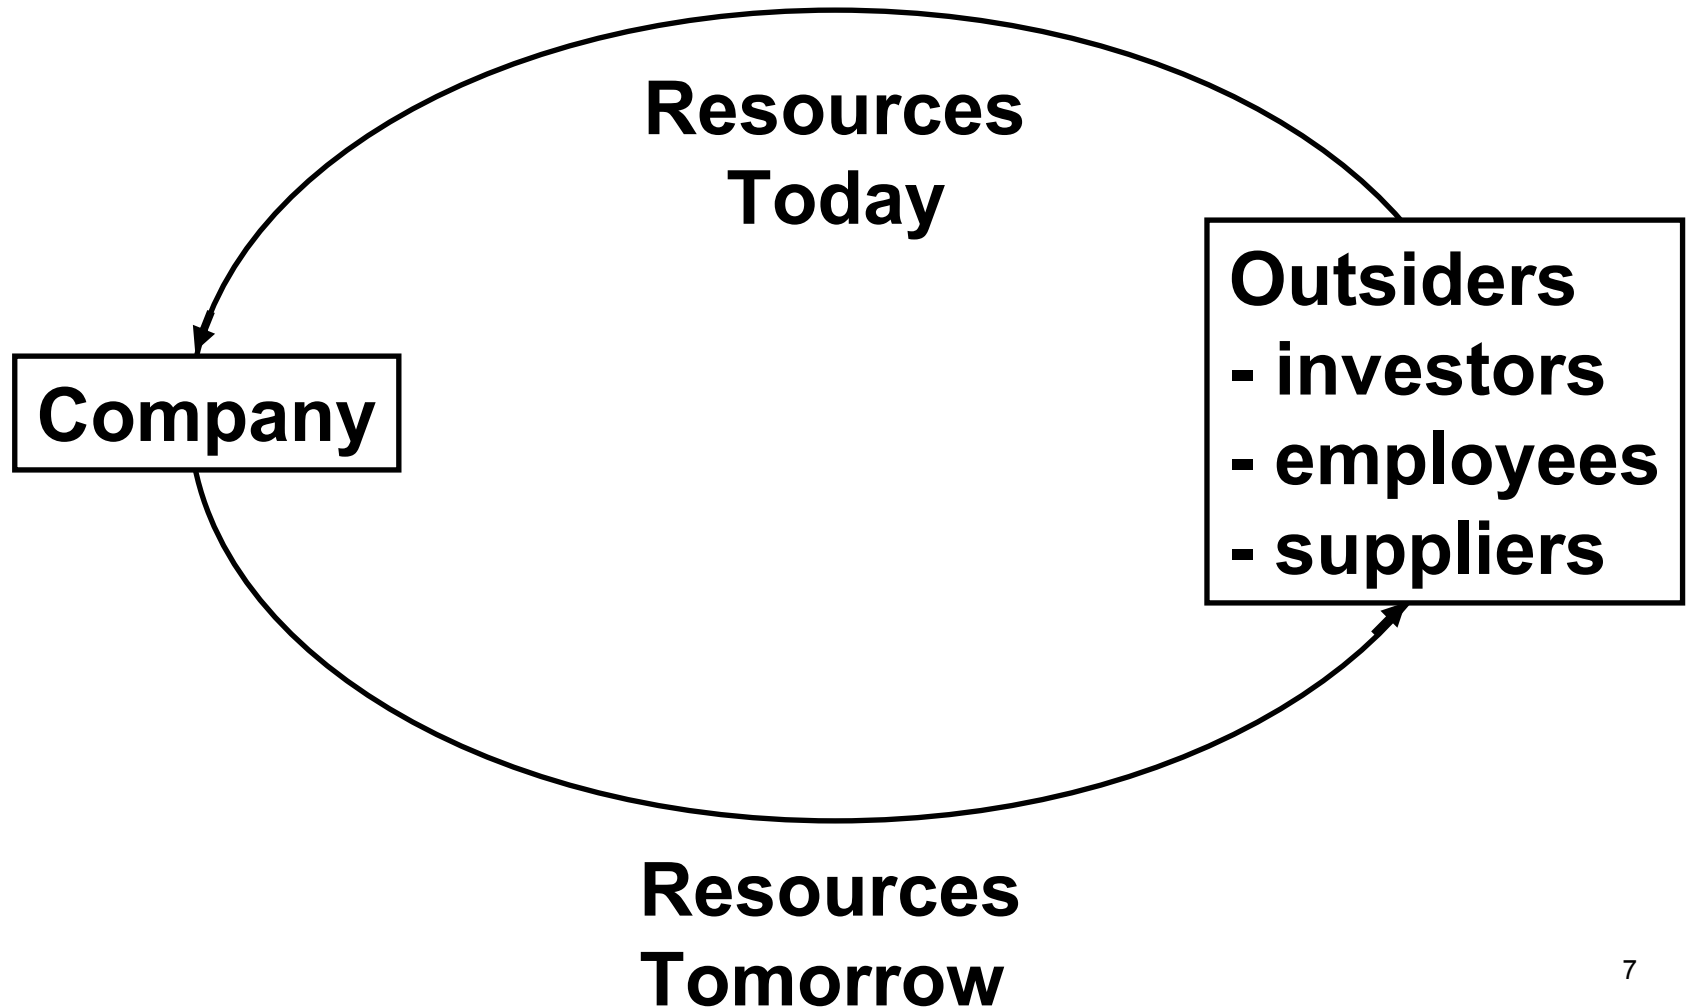 Resources
Today
Outsiders
- investors
- employees
- suppliers
Company
Resources
Tomorrow
7